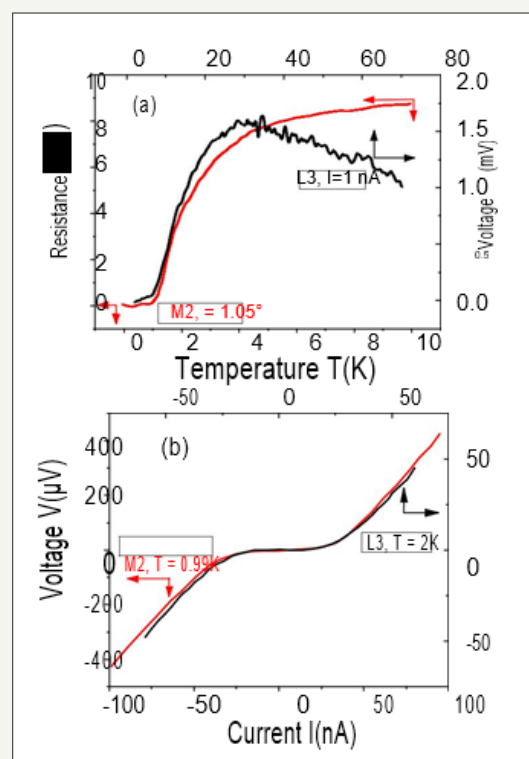 0 20 40 60 80
10 8 6 4 2 0
2.0 1.5 1.0 0.5 0.0
(a)
Resistance )
Voltage (mV)
L3, I=1 nA
M2, = 1.05°
0 2 4 6 8 10
Temperature T(K)
-50 0 50
400 200 0 -200 -400
50 0 -50
(b)
Voltage V(µV)
M2, T = 0.99K
L3, T = 2K
-100 -50 0 50 100
Current I(nA)